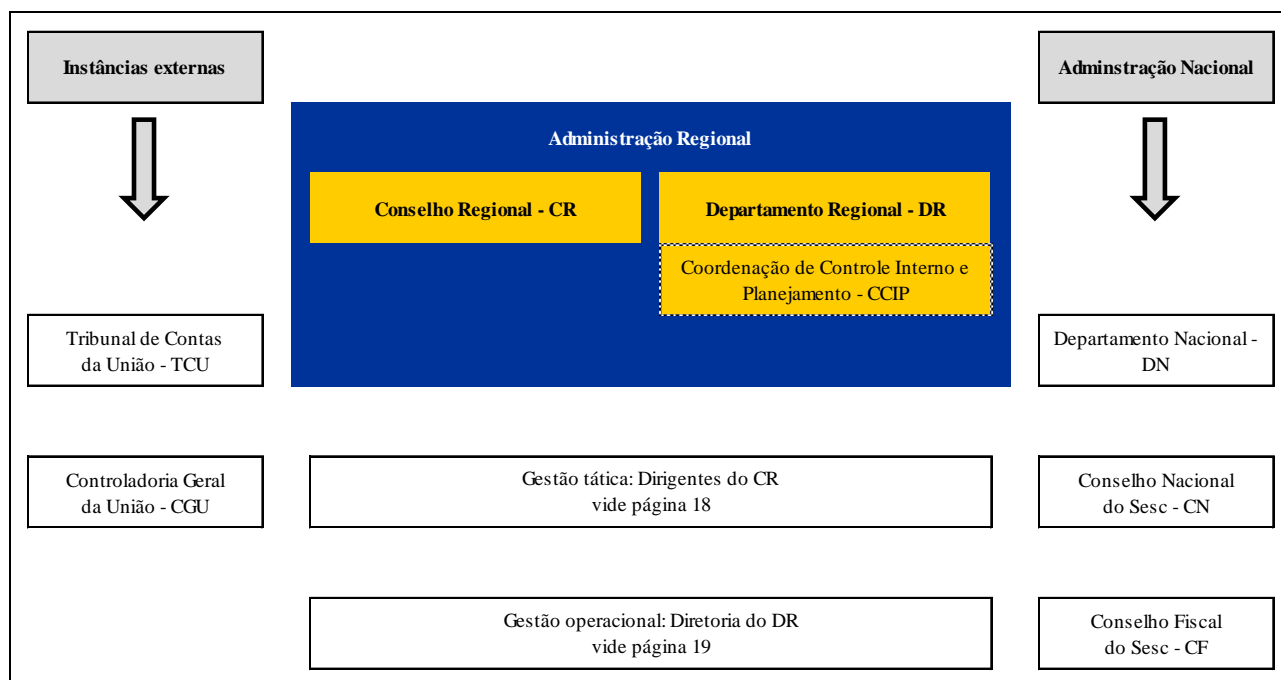 Instâncias externas
Adminstração Nacional
Administração Regional
Conselho Regional - CR
Departamento Regional - DR
Coordenação de Controle Interno e
Planejamento - CCIP
Tribunal de Contas
da União - TCU
Departamento Nacional -
DN
Controladoria Geral
da União - CGU
Gestão tática: Dirigentes do CR
vide página 18
Conselho Nacional
do Sesc - CN
Gestão operacional: Diretoria do DR
vide página 19
Conselho Fiscal
do Sesc - CF